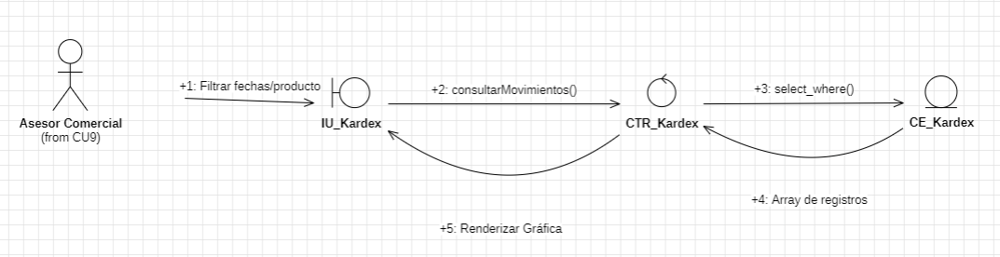 +1: Filtrar fechas/producto
+2: consultarMovimientos()
+3: select_where()
Asesor Comercial
(from CU9)
IU_Kardex
CTR_Kardex
CE_Kardex
+4: Array de registros
+5: Renderizar Gráfica